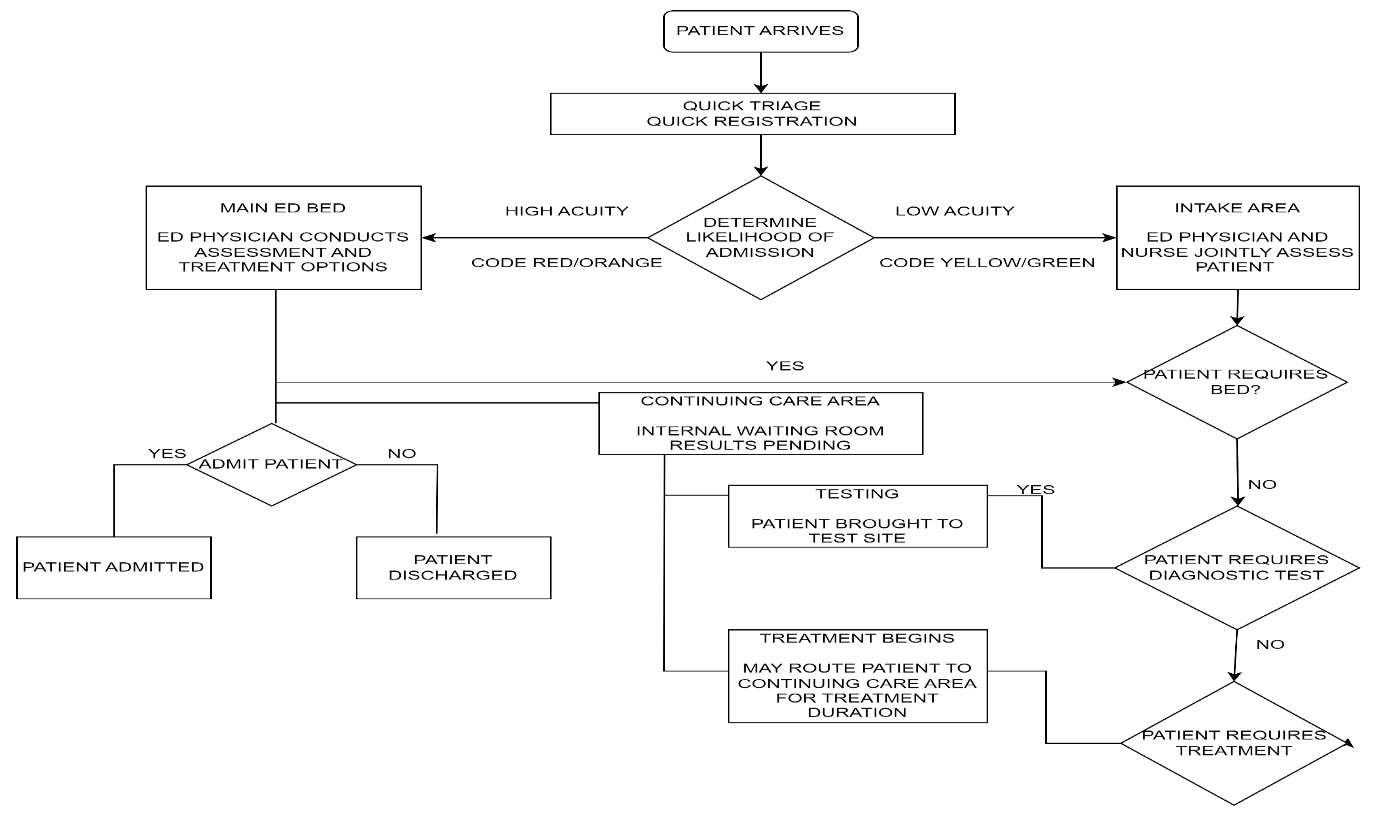 PATIENT ARRIVES
QUICK TRIAGE
QUICK REGISTRATION
MAIN ED BED
ED PHYSICIAN CONDUCTS
ASSESSMENT AND
TREATMENT OPTIONS
HIGH ACUITY
CODE RED/ORANGE
DETERMINE
LIKELIHOOD OF
ADMISSION
LOW ACUITY
CODE YELLOW/GREEN
INTAKE AREA
ED PHYSICIAN AND
NURSE JOINTLY ASSESS
PATIENT
YES
PATIENT REQUIRES
BED?
CONTINUING CARE AREA
INTERNAL WAITING ROOM
RESULTS PENDING
YES
ADMIT PATIENT
NO
PATIENT ADMITTED
PATIENT
DISCHARGED
NO
TESTING
PATIENT BROUGHT TO
TEST SITE
YES
PATIENT REQUIRES
DIAGNOSTIC TEST
NO
TREATMENT BEGINS
MAY ROUTE PATIENT TO
CONTINUING CARE AREA
FOR TREATMENT
DURATION
PATIENT REQUIRES
TREATMENT